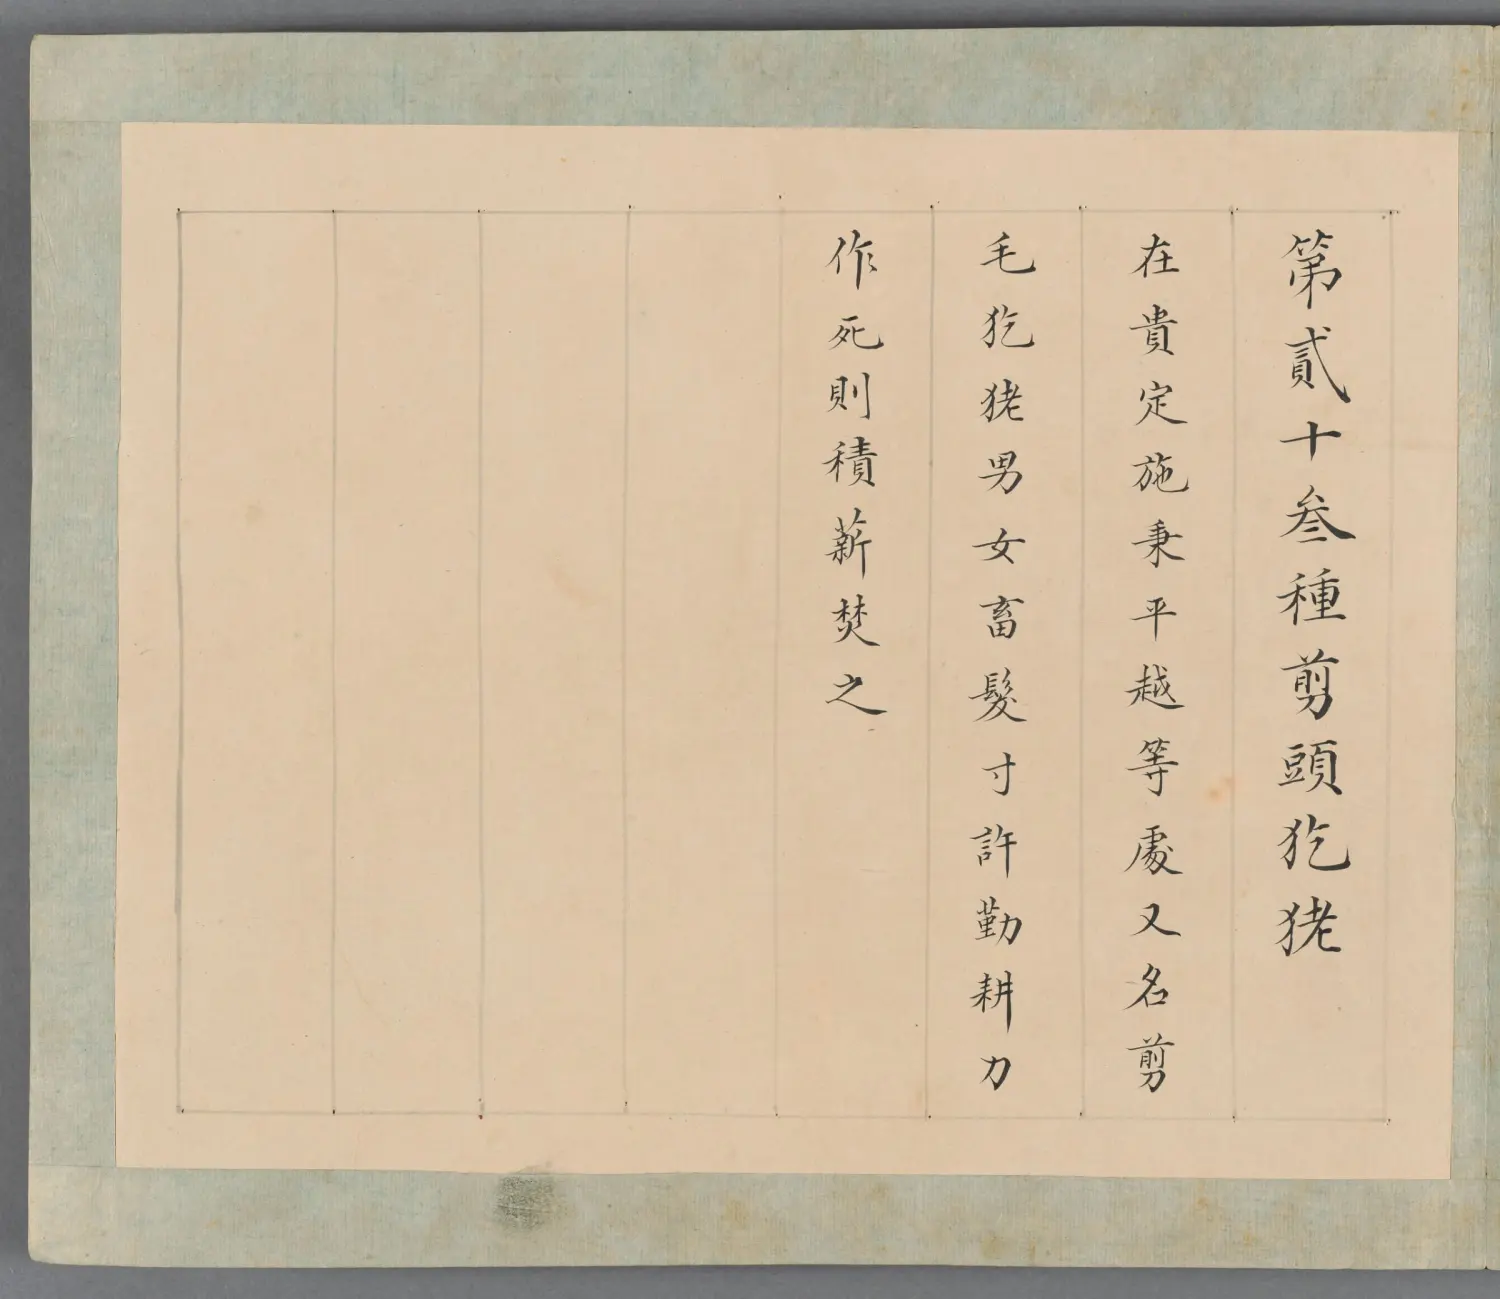 第貳十叁種剪頭犵狫
在貴定施秉平越等處又名剪
毛犵狫男女畜髮寸許勤耕力
作死則積薪焚之